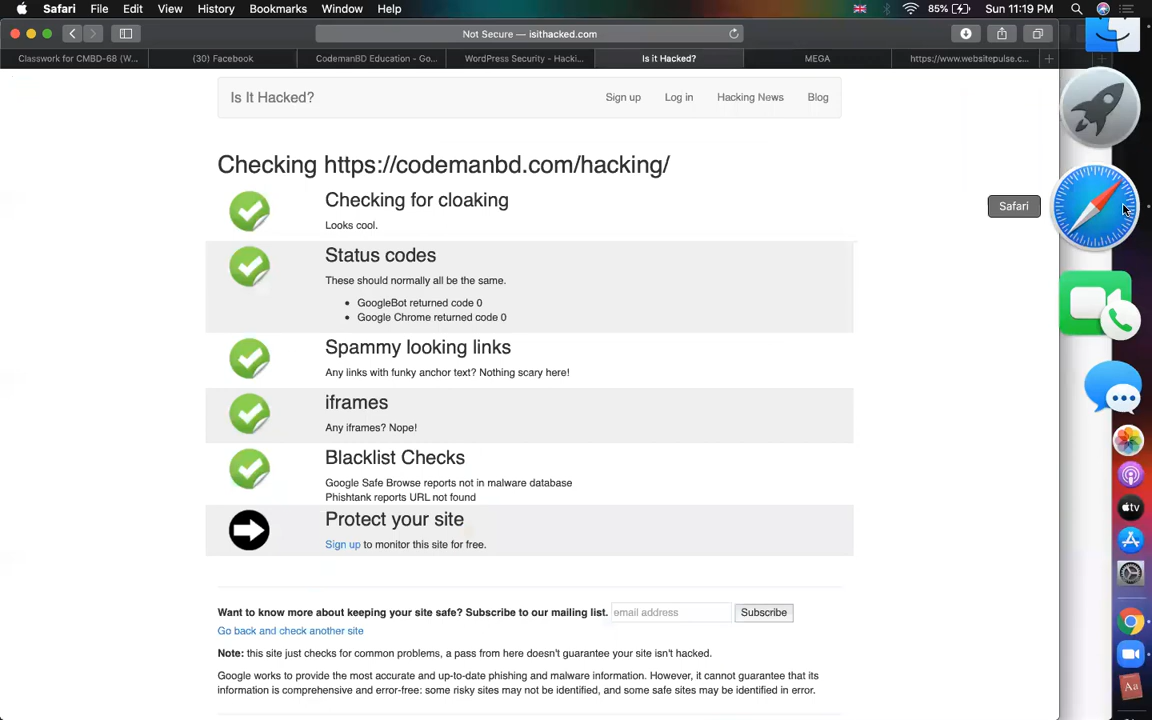 Safari File Edit View History Bookmarks Window Help 85% Sun 11:19 PM
Not Secure — isithacked.com
Classwork for CMBD-68 (W... (30) Facebook CodemanBD Education - Go... WordPress Security - Hacki... Is it Hacked? MEGA https://www.websitepulse.c...
Is It Hacked? Sign up Log in Hacking News Blog
Checking https://codemanbd.com/hacking/
Checking for cloaking
Looks cool.
Safari
Status codes
These should normally all be the same.
• GoogleBot returned code 0
• Google Chrome returned code 0
Spammy looking links
Any links with funky anchor text? Nothing scary here!
iframes
Any iframes? Nope!
Blacklist Checks
Google Safe Browse reports not in malware database
Phishtank reports URL not found
tv
Protect your site
Sign up to monitor this site for free.
Want to know more about keeping your site safe? Subscribe to our mailing list. email address Subscribe
Go back and check another site
Note: this site just checks for common problems, a pass from here doesn't guarantee your site isn't hacked.
Google works to provide the most accurate and up-to-date phishing and malware information. However, it cannot guarantee that its
information is comprehensive and error-free: some risky sites may not be identified, and some safe sites may be identified in error.
Aa